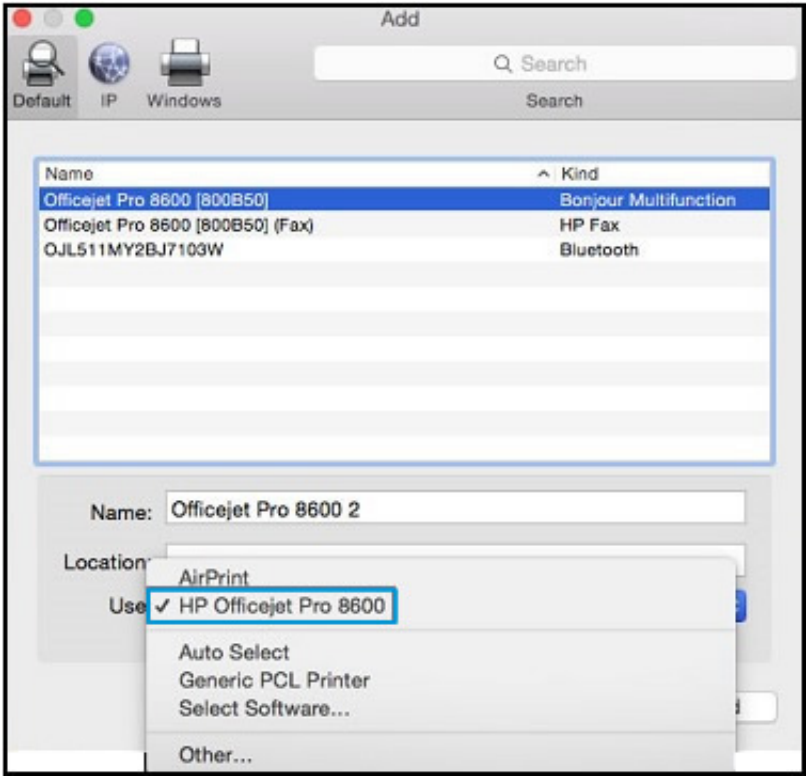 Add
Search
Default IP Windows Search
Name Kind
Officejet Pro 8600 [800B50] Bonjour Multifunction
Officejet Pro 8600 [800B50] (Fax) HP Fax
OJL511MY2BJ7103W Bluetooth
Name: Officejet Pro 8600 2
Location:
AirPrint
Use ✓ HP Officejet Pro 8600
Auto Select
Generic PCL Printer
Select Software...
Other...